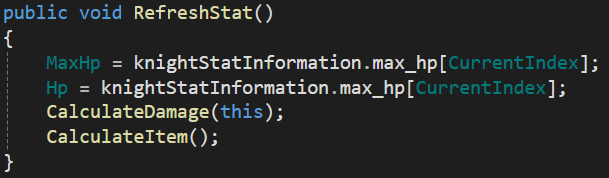 public void RefreshStat()
{
MaxHp = knightStatInformation.max_hp[CurrentIndex];
Hp = knightStatInformation.max_hp[CurrentIndex];
CalculateDamage(this);
CalculateItem();
}